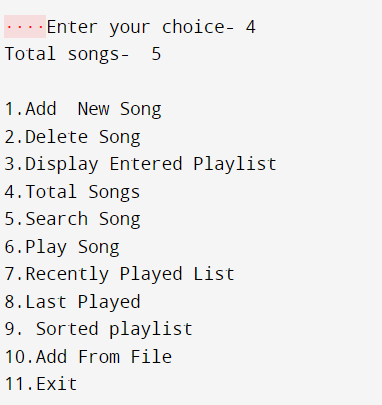 ····Enter your choice- 4
Total songs-  5
1.Add  New Song
2.Delete Song
3.Display Entered Playlist
4.Total Songs
5.Search Song
6.Play Song
7.Recently Played List
8.Last Played
9. Sorted playlist
10.Add From File
11.Exit